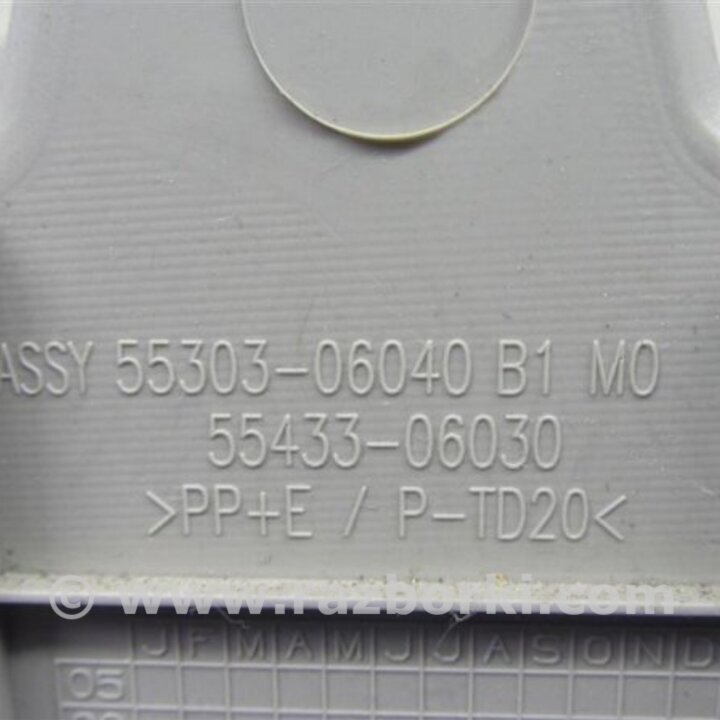 ASSY 55303-06040 B1 M0
55433-06030
>PP+E / P-TD20<
© www.razborki.com
J F M A M J J A S O N D
05